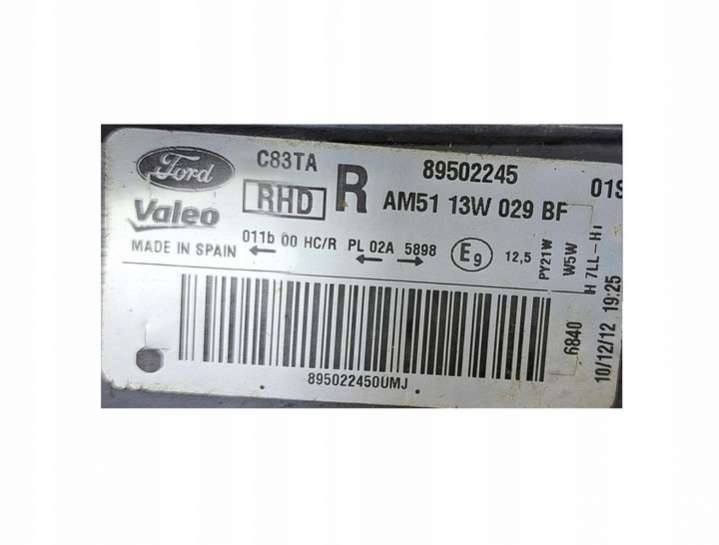 Ford
C83TA
R
89502245
01S
RHD
AM51 13W 029 BF
Valeo
011b 00 HC/R PL 02A 5898
E9
12,5
MADE IN SPAIN
PY21W
W5W
H7LL-H1
6840
10/12/12 19:25
895022450UMJ